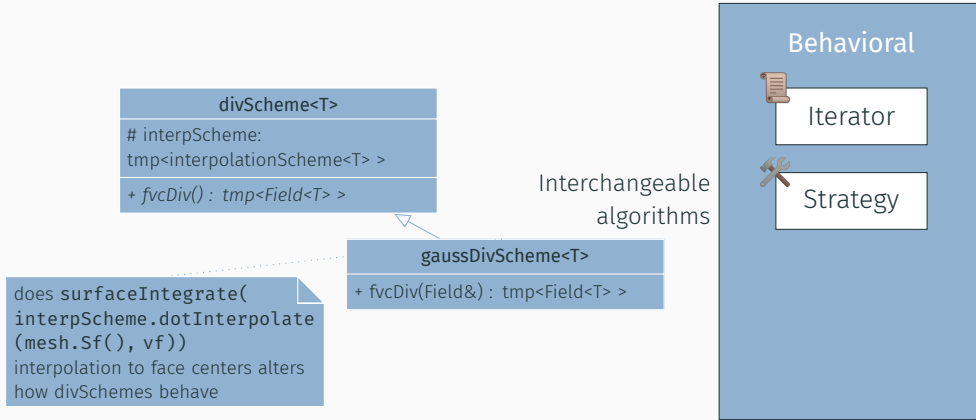 divScheme<T>
# interpScheme:
tmp<interpolationScheme<T> >
+ fvcDiv() : tmp<Field<T> >
gaussDivScheme<T>
+ fvcDiv(Field&) : tmp<Field<T> >
does surfaceIntegrate(
interpScheme.dotInterpolate
(mesh.Sf(), vf))
interpolation to face centers alters
how divSchemes behave
Interchangeable
algorithms
Behavioral
Iterator
Strategy